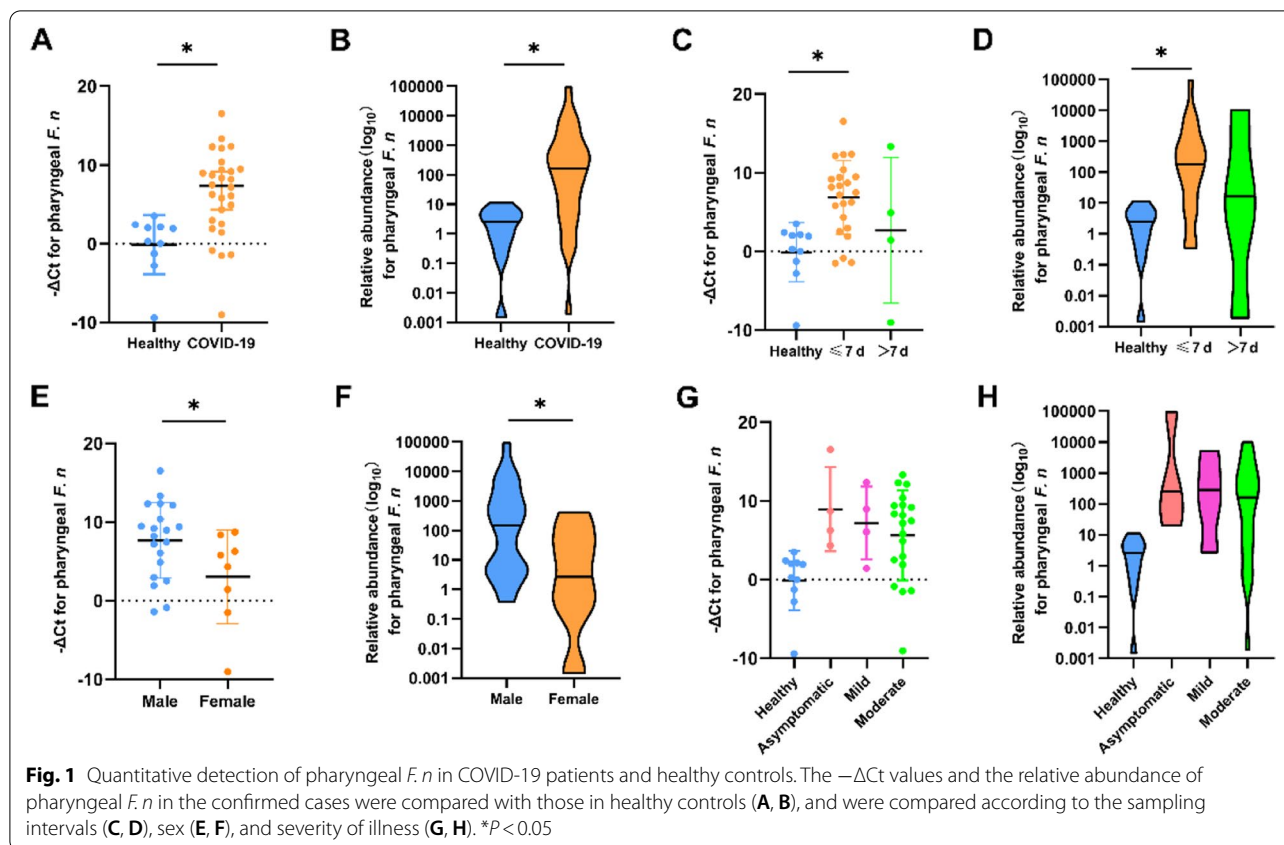 A
*
-ΔCt for pharyngeal F. n
20
10
0
-10
Healthy COVID-19
B
*
Relative abundance (log10)
for pharyngeal F. n
100000
10000
1000
100
10
1
0.1
0.01
0.001
Healthy COVID-19
C
*
-ΔCt for pharyngeal F. n
20
10
0
-10
Healthy ⩽7 d >7 d
D
*
Relative abundance (log10)
for pharyngeal F. n
100000
10000
1000
100
10
1
0.1
0.01
0.001
Healthy ⩽7 d >7 d
E
*
-ΔCt for pharyngeal F. n
20
10
0
-10
Male Female
F
*
Relative abundance (log10)
for pharyngeal F. n
100000
10000
1000
100
10
1
0.1
0.01
0.001
Male Female
G
-ΔCt for pharyngeal F. n
20
10
0
-10
Healthy
Asymptomatic
Mild
Moderate
H
Relative abundance (log10)
for pharyngeal F. n
100000
10000
1000
100
10
1
0.1
0.01
0.001
Healthy
Asymptomatic
Mild
Moderate
Fig. 1 Quantitative detection of pharyngeal F. n in COVID-19 patients and healthy controls. The −ΔCt values and the relative abundance of
pharyngeal F. n in the confirmed cases were compared with those in healthy controls (A, B), and were compared according to the sampling
intervals (C, D), sex (E, F), and severity of illness (G, H). *P < 0.05